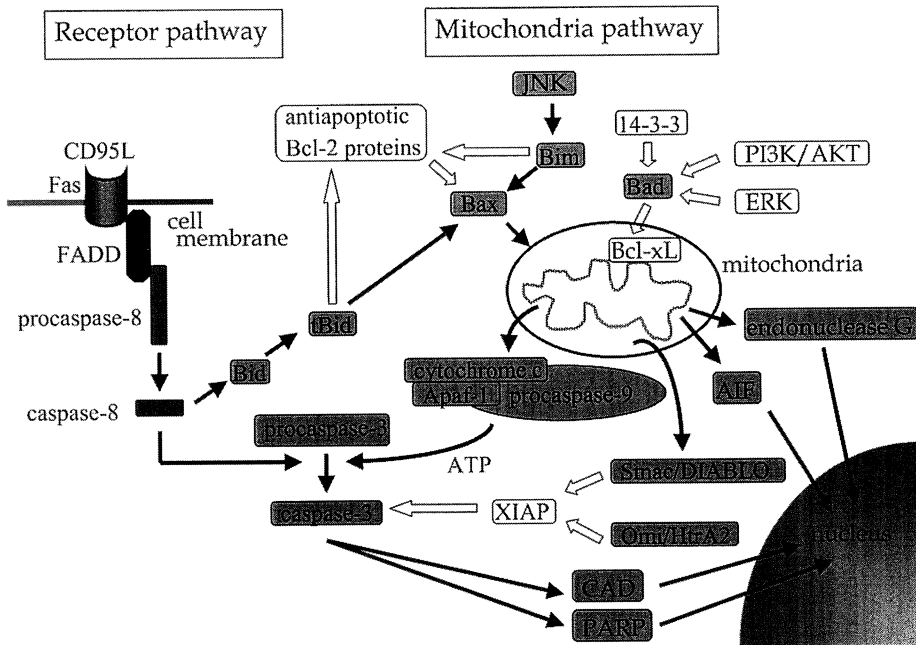 Receptor pathway
Mitochondria pathway
JNK
antiapoptotic
Bcl-2 proteins
14-3-3
CD95L
Bim
PI3K/AKT
Fas
Bad
Bax
ERK
cell
membrane
FADD
Bcl-xL
mitochondria
procaspase-8
tBid
endonuclease G
Bid
cytochrome c
AIF
Apaf-1
procaspase-9
caspase-8
procaspase-3
ATP
Smac/DIABLO
caspase-3
XIAP
Omi/HtrA2
nucleus
CAD
PARP